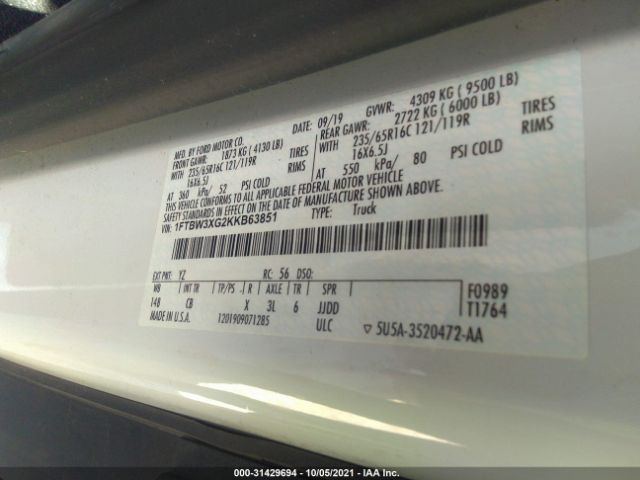 MFD. BY FORD MOTOR CO.
09/19 GVWR: 4309 KG ( 9500 LB)
FRONT GAWR: 1873 KG ( 4130 LB)
REAR GAWR: 2722 KG ( 6000 LB)
WITH 235/65R16C 121/119R TIRES
WITH 235/65R16C 121/119R TIRES
16X6.5J RIMS
16X6.5J RIMS
AT 360 kPa/ 52 PSI COLD
AT 550 kPa/ 80 PSI COLD
THIS VEHICLE CONFORMS TO ALL APPLICABLE FEDERAL MOTOR VEHICLE
SAFETY STANDARDS IN EFFECT ON THE DATE OF MANUFACTURE SHOWN ABOVE.
VIN: 1FTBW3XG2KKB63851 TYPE: Truck
EXT PNT: YZ RC: 56 DSO:
WB INT TR TP/PS R AXLE TR SPR
148 CB X 3L 6 JJDD
F0989
T1764
MADE IN U.S.A. 1201909071285 ULC
5U5A-3520472-AA
000-31429694 - 10/05/2021 - IAA Inc.